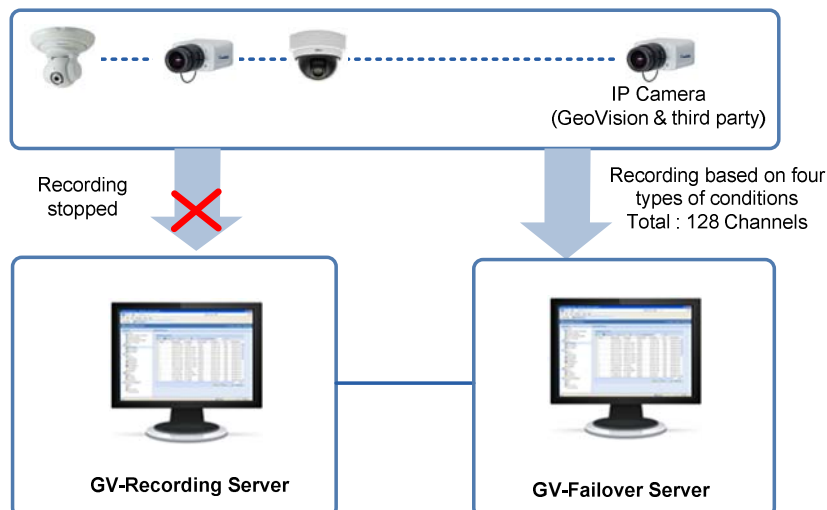 IP Camera
(GeoVision & third party)
Recording
stopped
Recording based on four
types of conditions
Total : 128 Channels
GV-Recording Server
GV-Failover Server